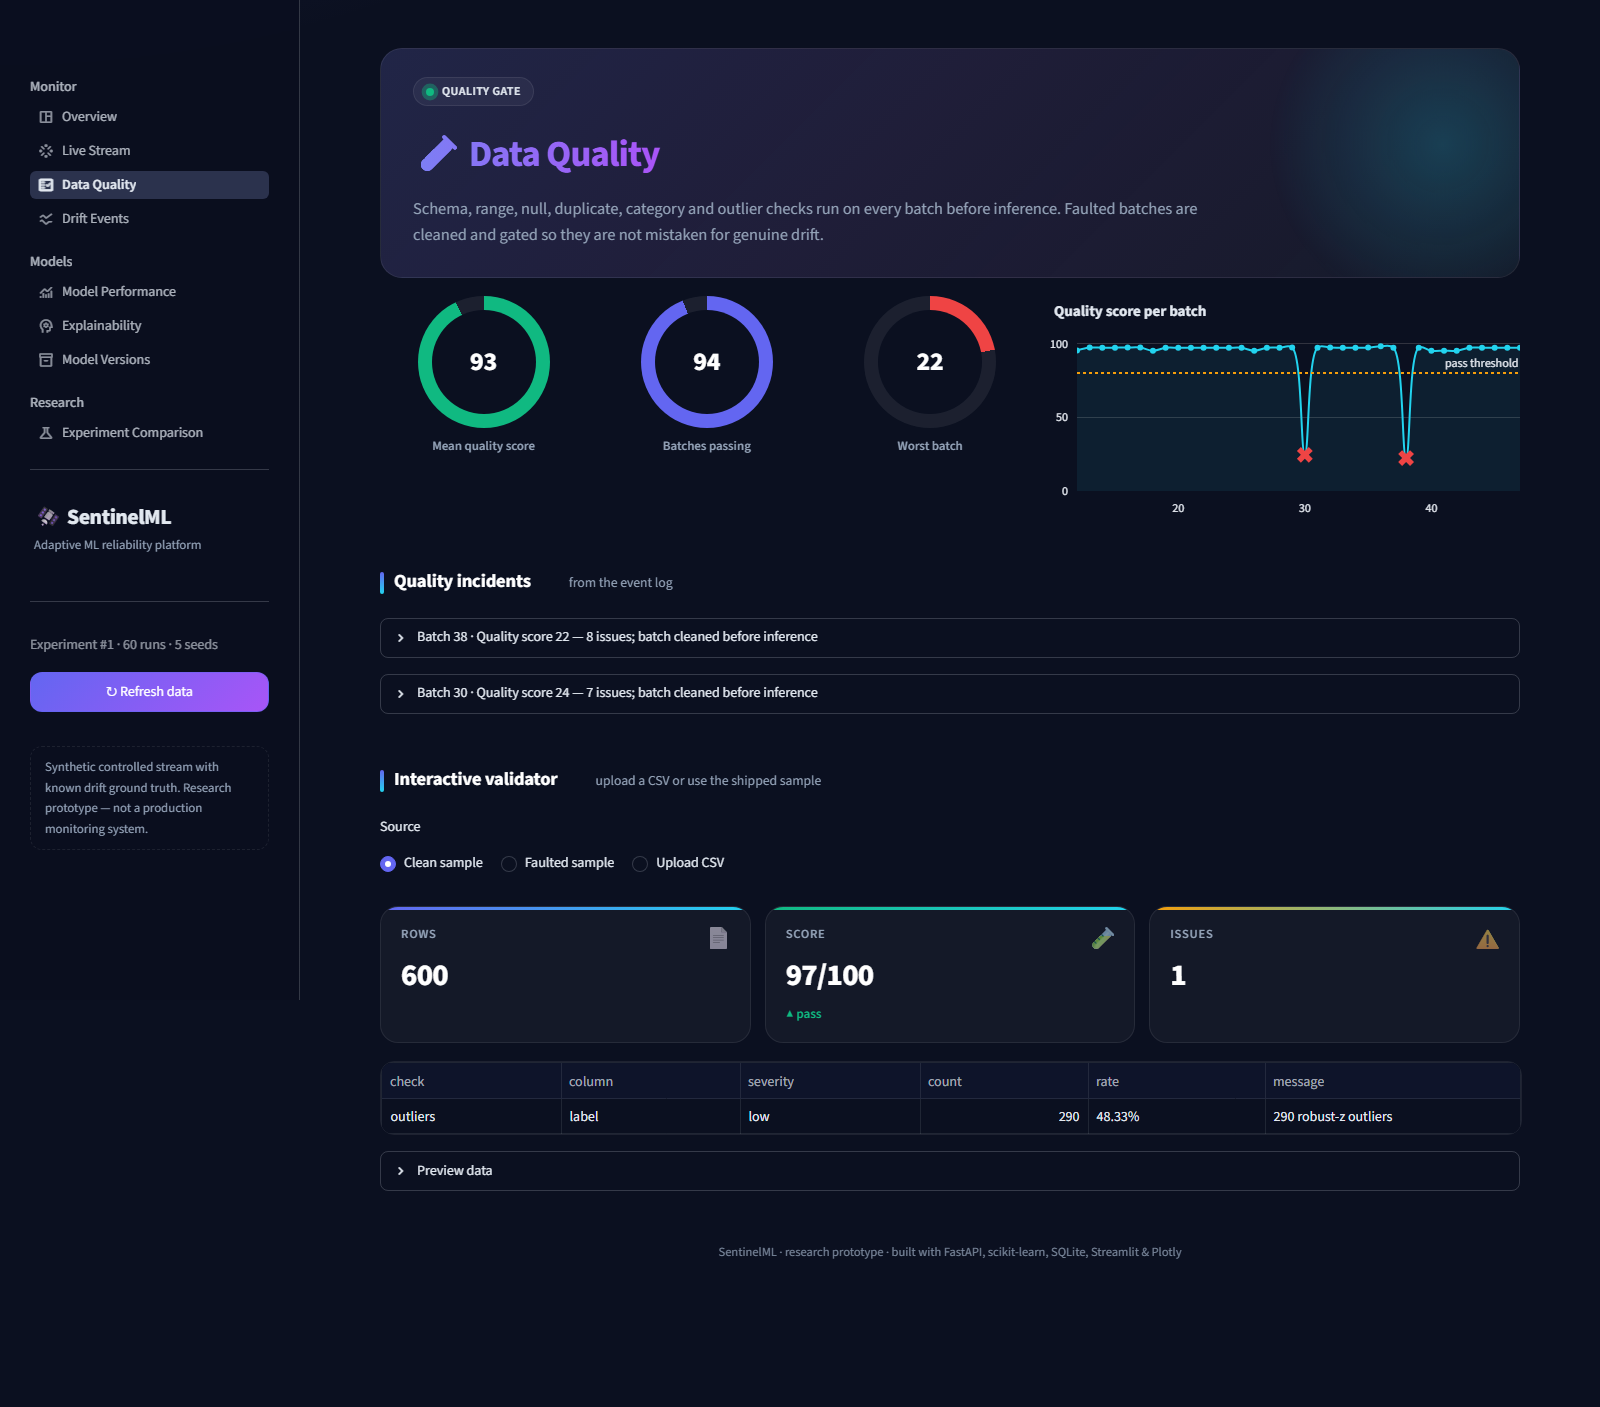 Monitor
Overview
Live Stream
Data Quality
Drift Events
Models
Model Performance
Explainability
Model Versions
Research
Experiment Comparison
SentinelML
Adaptive ML reliability platform
Experiment #1 · 60 runs · 5 seeds
↻ Refresh data
Synthetic controlled stream with
known drift ground truth. Research
prototype — not a production
monitoring system.
QUALITY GATE
Data Quality
Schema, range, null, duplicate, category and outlier checks run on every batch before inference. Faulted batches are
cleaned and gated so they are not mistaken for genuine drift.
93
Mean quality score
94
Batches passing
22
Worst batch
Quality score per batch
100
pass threshold
50
0
20 30 40
Quality incidents from the event log
Batch 38 · Quality score 22 — 8 issues; batch cleaned before inference
Batch 30 · Quality score 24 — 7 issues; batch cleaned before inference
Interactive validator upload a CSV or use the shipped sample
Source
Clean sample Faulted sample Upload CSV
ROWS
600
SCORE
97/100
▲ pass
ISSUES
1
check column severity count rate message
outliers label low 290 48.33% 290 robust-z outliers
Preview data
SentinelML · research prototype · built with FastAPI, scikit-learn, SQLite, Streamlit & Plotly